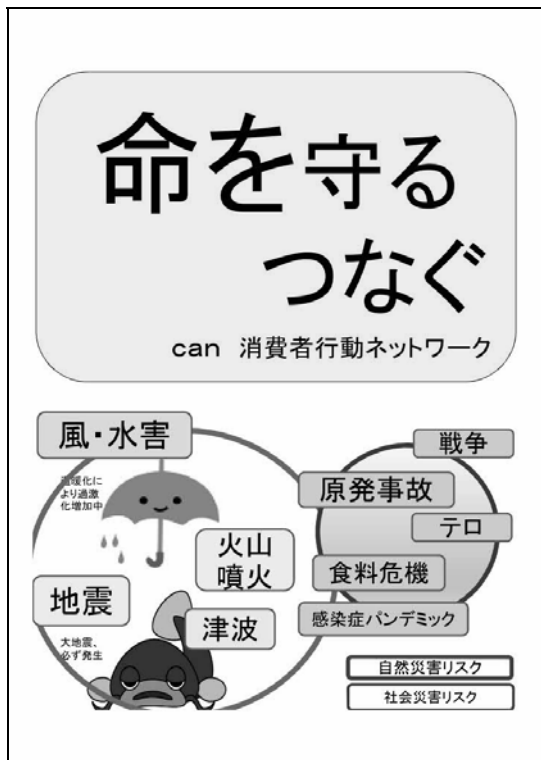 命を守る
つなぐ
can 消費者行動ネットワーク
風・水害
温暖化に
より過激
化増加中
戦争
原発事故
テロ
火山
噴火
食料危機
地震
津波
感染症パンデミック
大地震、
必ず発生
自然災害リスク
社会災害リスク